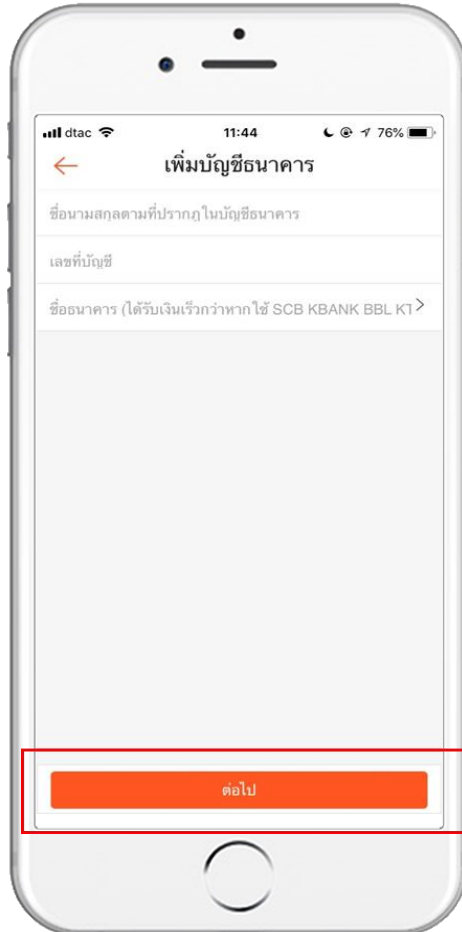 dtac 11:44 76%
เพิ่มบัญชีธนาคาร
ชื่อนามสกุลตามที่ปรากฎในบัญชีธนาคาร
เลขที่บัญชี
ชื่อธนาคาร (ได้รับเงินเร็วกว่าหากใช้ SCB KBANK BBL KT
ต่อไป